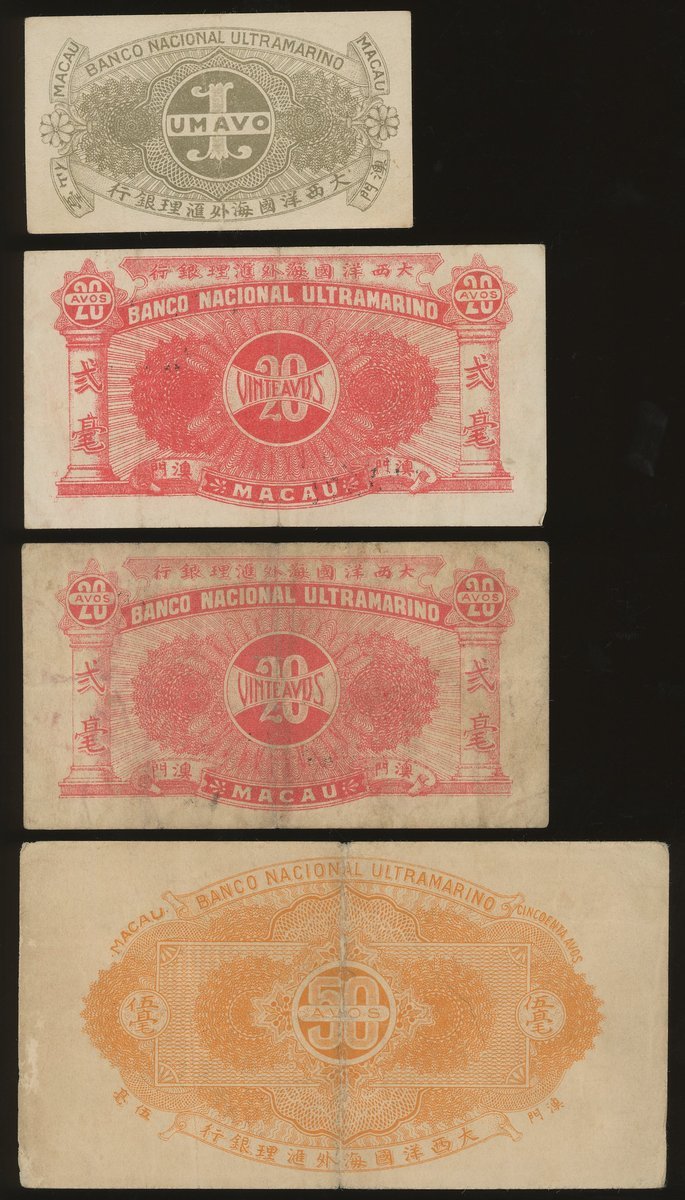 BANCO NACIONAL ULTRAMARINO
MACAU
MACAU
1
UM AVO
壹仙
澳門
大西洋國海外滙理銀行
大西洋國海外滙理銀行
20 AVOS
20 AVOS
BANCO NACIONAL ULTRAMARINO
弍毫
20
VINTE AVOS
弍毫
澳門
澳門
MACAU
大西洋國海外滙理銀行
20 AVOS
20 AVOS
BANCO NACIONAL ULTRAMARINO
弍毫
20
VINTE AVOS
弍毫
澳門
澳門
MACAU
BANCO NACIONAL ULTRAMARINO
MACAU
CINCOENTA AVOS
伍毫
50
AVOS
伍毫
伍毫
澳門
大西洋國海外滙理銀行